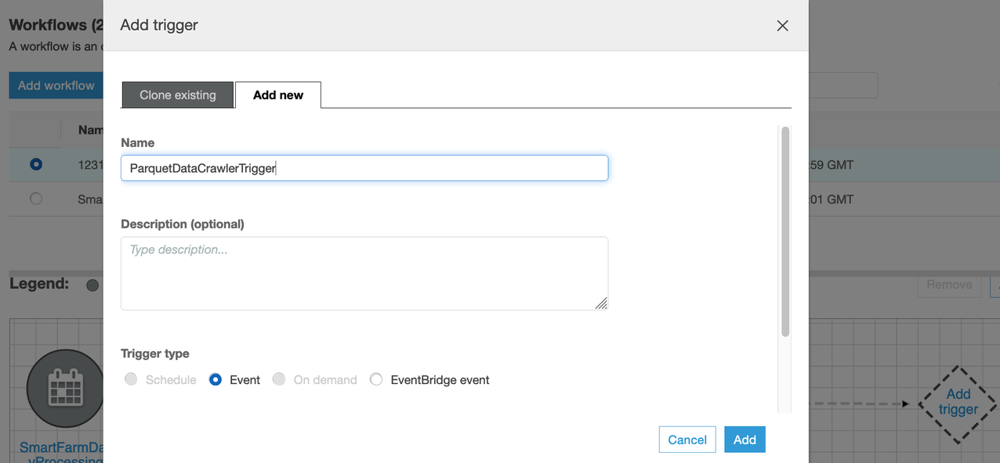 Workflows (2
Add trigger
A workflow is an
Add workflow
Clone existing
Add new
Nam
Name
1231
ParquetDataCrawlerTrigger
:59 GMT
Sma
:01 GMT
Description (optional)
Type description...
Legend:
Remove
Trigger type
Schedule
Event
On demand
EventBridge event
Add
trigger
Cancel
Add
SmartFarmDa
yProcessing